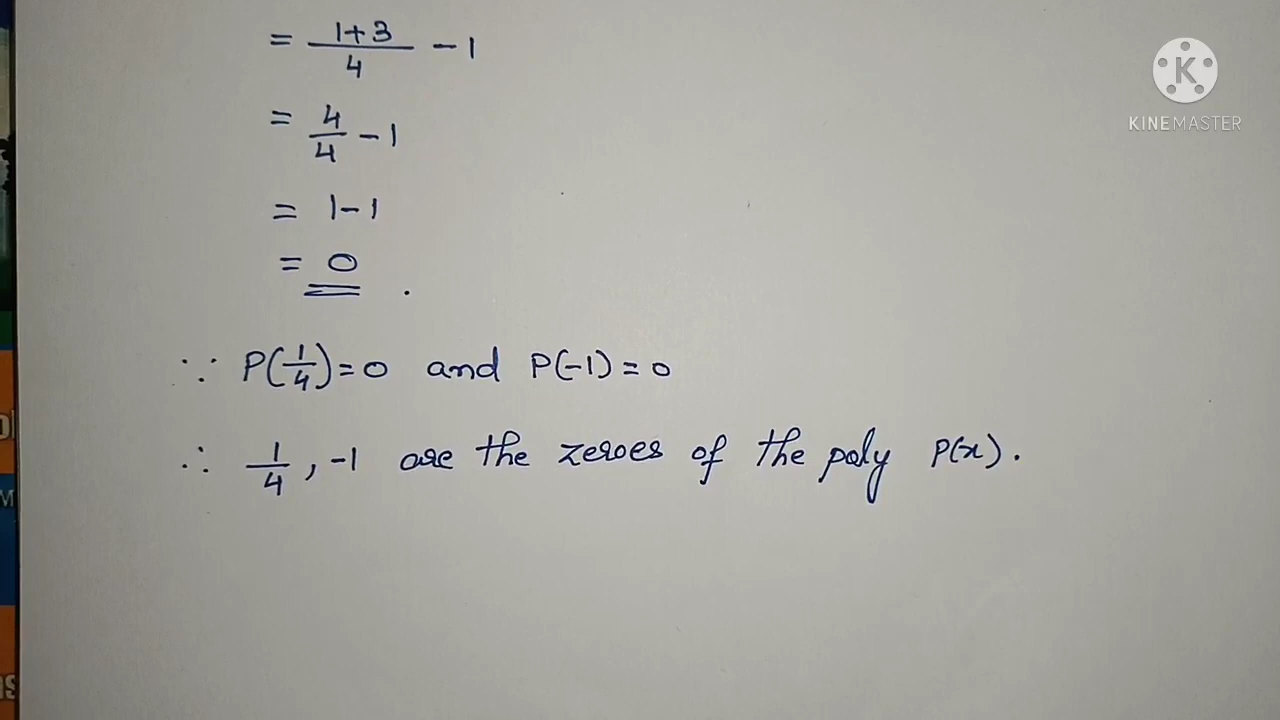 = 1+3/4 - 1
= 4/4 - 1
= 1 - 1
= 0 .
∵ P(1/4) = 0 and P(-1) = 0
∴ 1/4, -1 are the zeroes of the poly P(x).
K
KINEMASTER